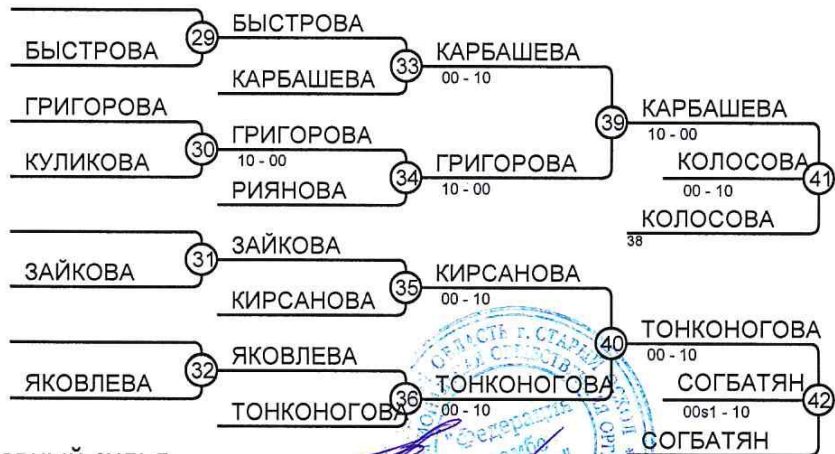 БЫСТРОВА 29 БЫСТРОВА
КАРБАШЕВА 33 КАРБАШЕВА
00 - 10
ГРИГОРОВА
КУЛИКОВА 30 ГРИГОРОВА
10 - 00
РИЯНОВА 34 ГРИГОРОВА
10 - 00
39 КАРБАШЕВА
10 - 00
КОЛОСОВА 41
00 - 10
КОЛОСОВА
38
ЗАЙКОВА 31 ЗАЙКОВА
КИРСАНОВА 35 КИРСАНОВА
00 - 10
ЯКОВЛЕВА 32 ЯКОВЛЕВА
ТОНКОНОГОВА 36 ТОНКОНОГОВА
00 - 10
40 ТОНКОНОГОВА
00 - 10
СОГБАТЯН 42
00s1 - 10
СОГБАТЯН
г. СТАРЫЙ
"Федерация